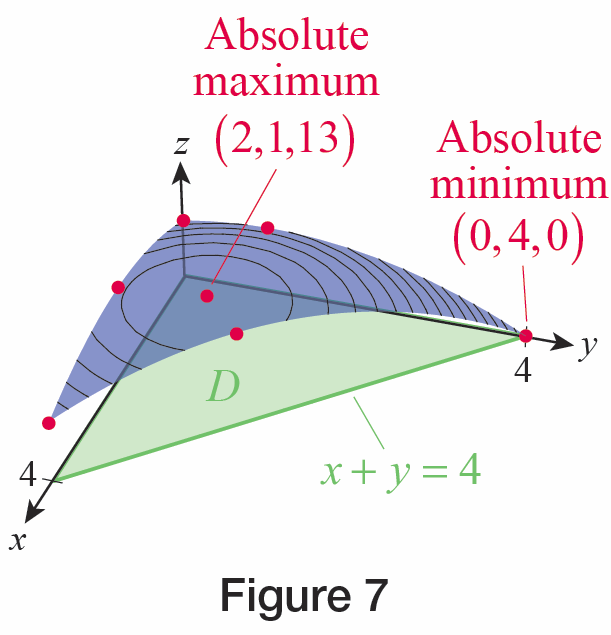 Absolute
maximum
(2,1,13)
Absolute
minimum
(0,4,0)
z
y
4
D
x + y = 4
4
x
Figure 7